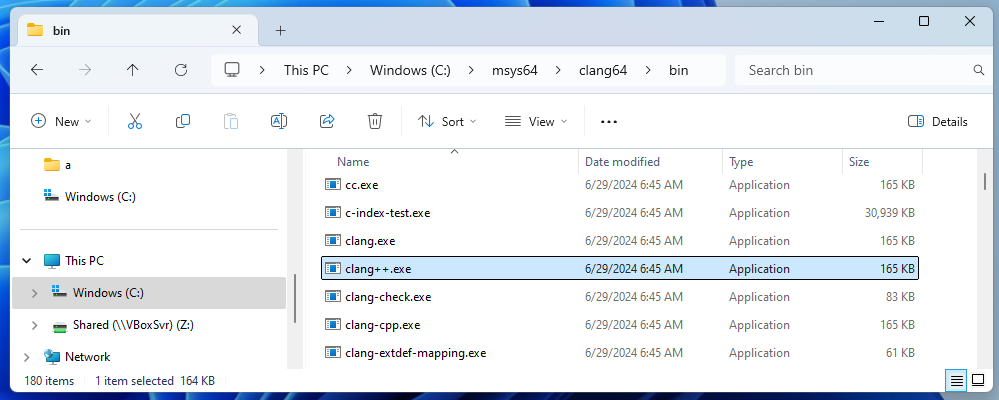 bin
This PC Windows (C:) msys64 clang64 bin Search bin
New Sort View Details
a
Windows (C:)
This PC
Windows (C:)
Shared (\\VBoxSvr) (Z:)
Network
Name Date modified Type Size
cc.exe 6/29/2024 6:45 AM Application 165 KB
c-index-test.exe 6/29/2024 6:45 AM Application 30,939 KB
clang.exe 6/29/2024 6:45 AM Application 165 KB
clang++.exe 6/29/2024 6:45 AM Application 165 KB
clang-check.exe 6/29/2024 6:45 AM Application 83 KB
clang-cpp.exe 6/29/2024 6:45 AM Application 165 KB
clang-extdef-mapping.exe 6/29/2024 6:45 AM Application 61 KB
180 items 1 item selected 164 KB